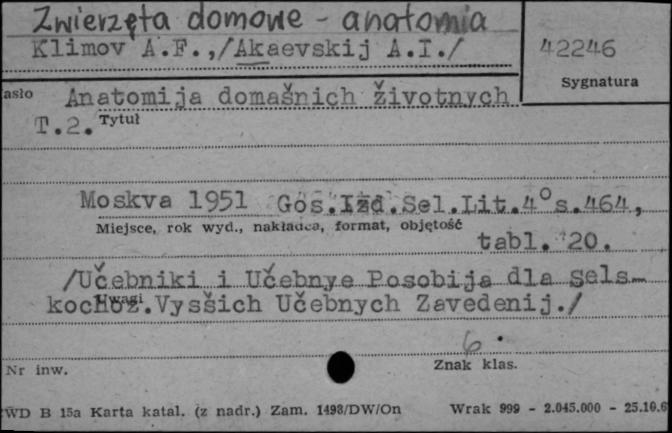 Zwierzęta domowe - anatomia
Klimov A.F.,/Akaevskij A.I./
42246
Sygnatura
asło
Anatomija domašnich životnych
T.2. Tytuł
Moskva 1951 Gos.Izd.Sel.Lit.4° s.464,
Miejsce, rok wyd., nakładca, format, objętość
tabl. 20.
/Učebniki i Učebnye Posobija dla Sels-
kochoz.Vysšich Učebnych Zavedenij./
Uwagi
6.
Nr inw.
Znak klas.
WD B 15a Karta katal. (z nadr.) Zam. 1493/DW/On Wrak 999 - 2.045.000 - 25.10.6